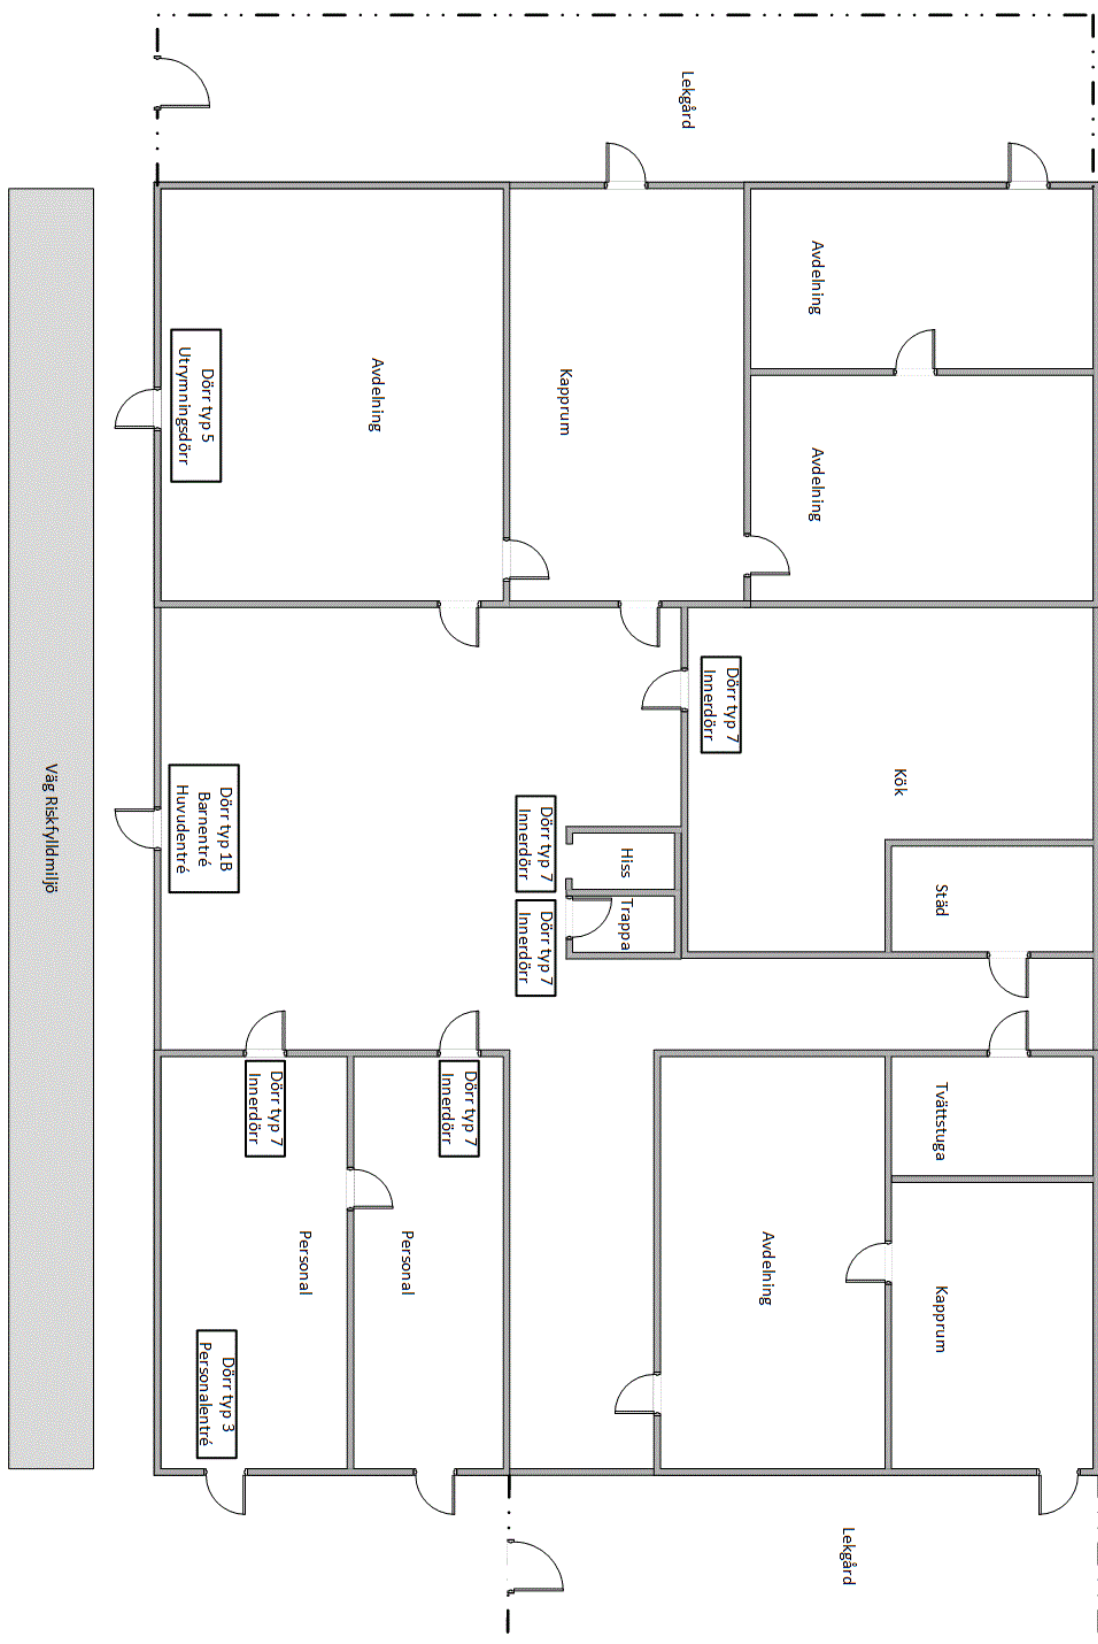 Städ
Tvättstuga
Kapprum
Kök
Lekgård
Avdelning
Avdelning
Avdelning
Dörr typ 7
Innerdörr
Lekgård
Hiss
Trappa
Kapprum
Dörr typ 7
Innerdörr
Dörr typ 7
Innerdörr
Dörr typ 7
Innerdörr
Avdelning
Personal
Personal
Dörr typ 7
Innerdörr
Dörr typ 5
Utrymningsdörr
Dörr typ 1B
Barnentré
Huvudentré
Dörr typ 3
Personalentré
Väg Riskfylldmiljö